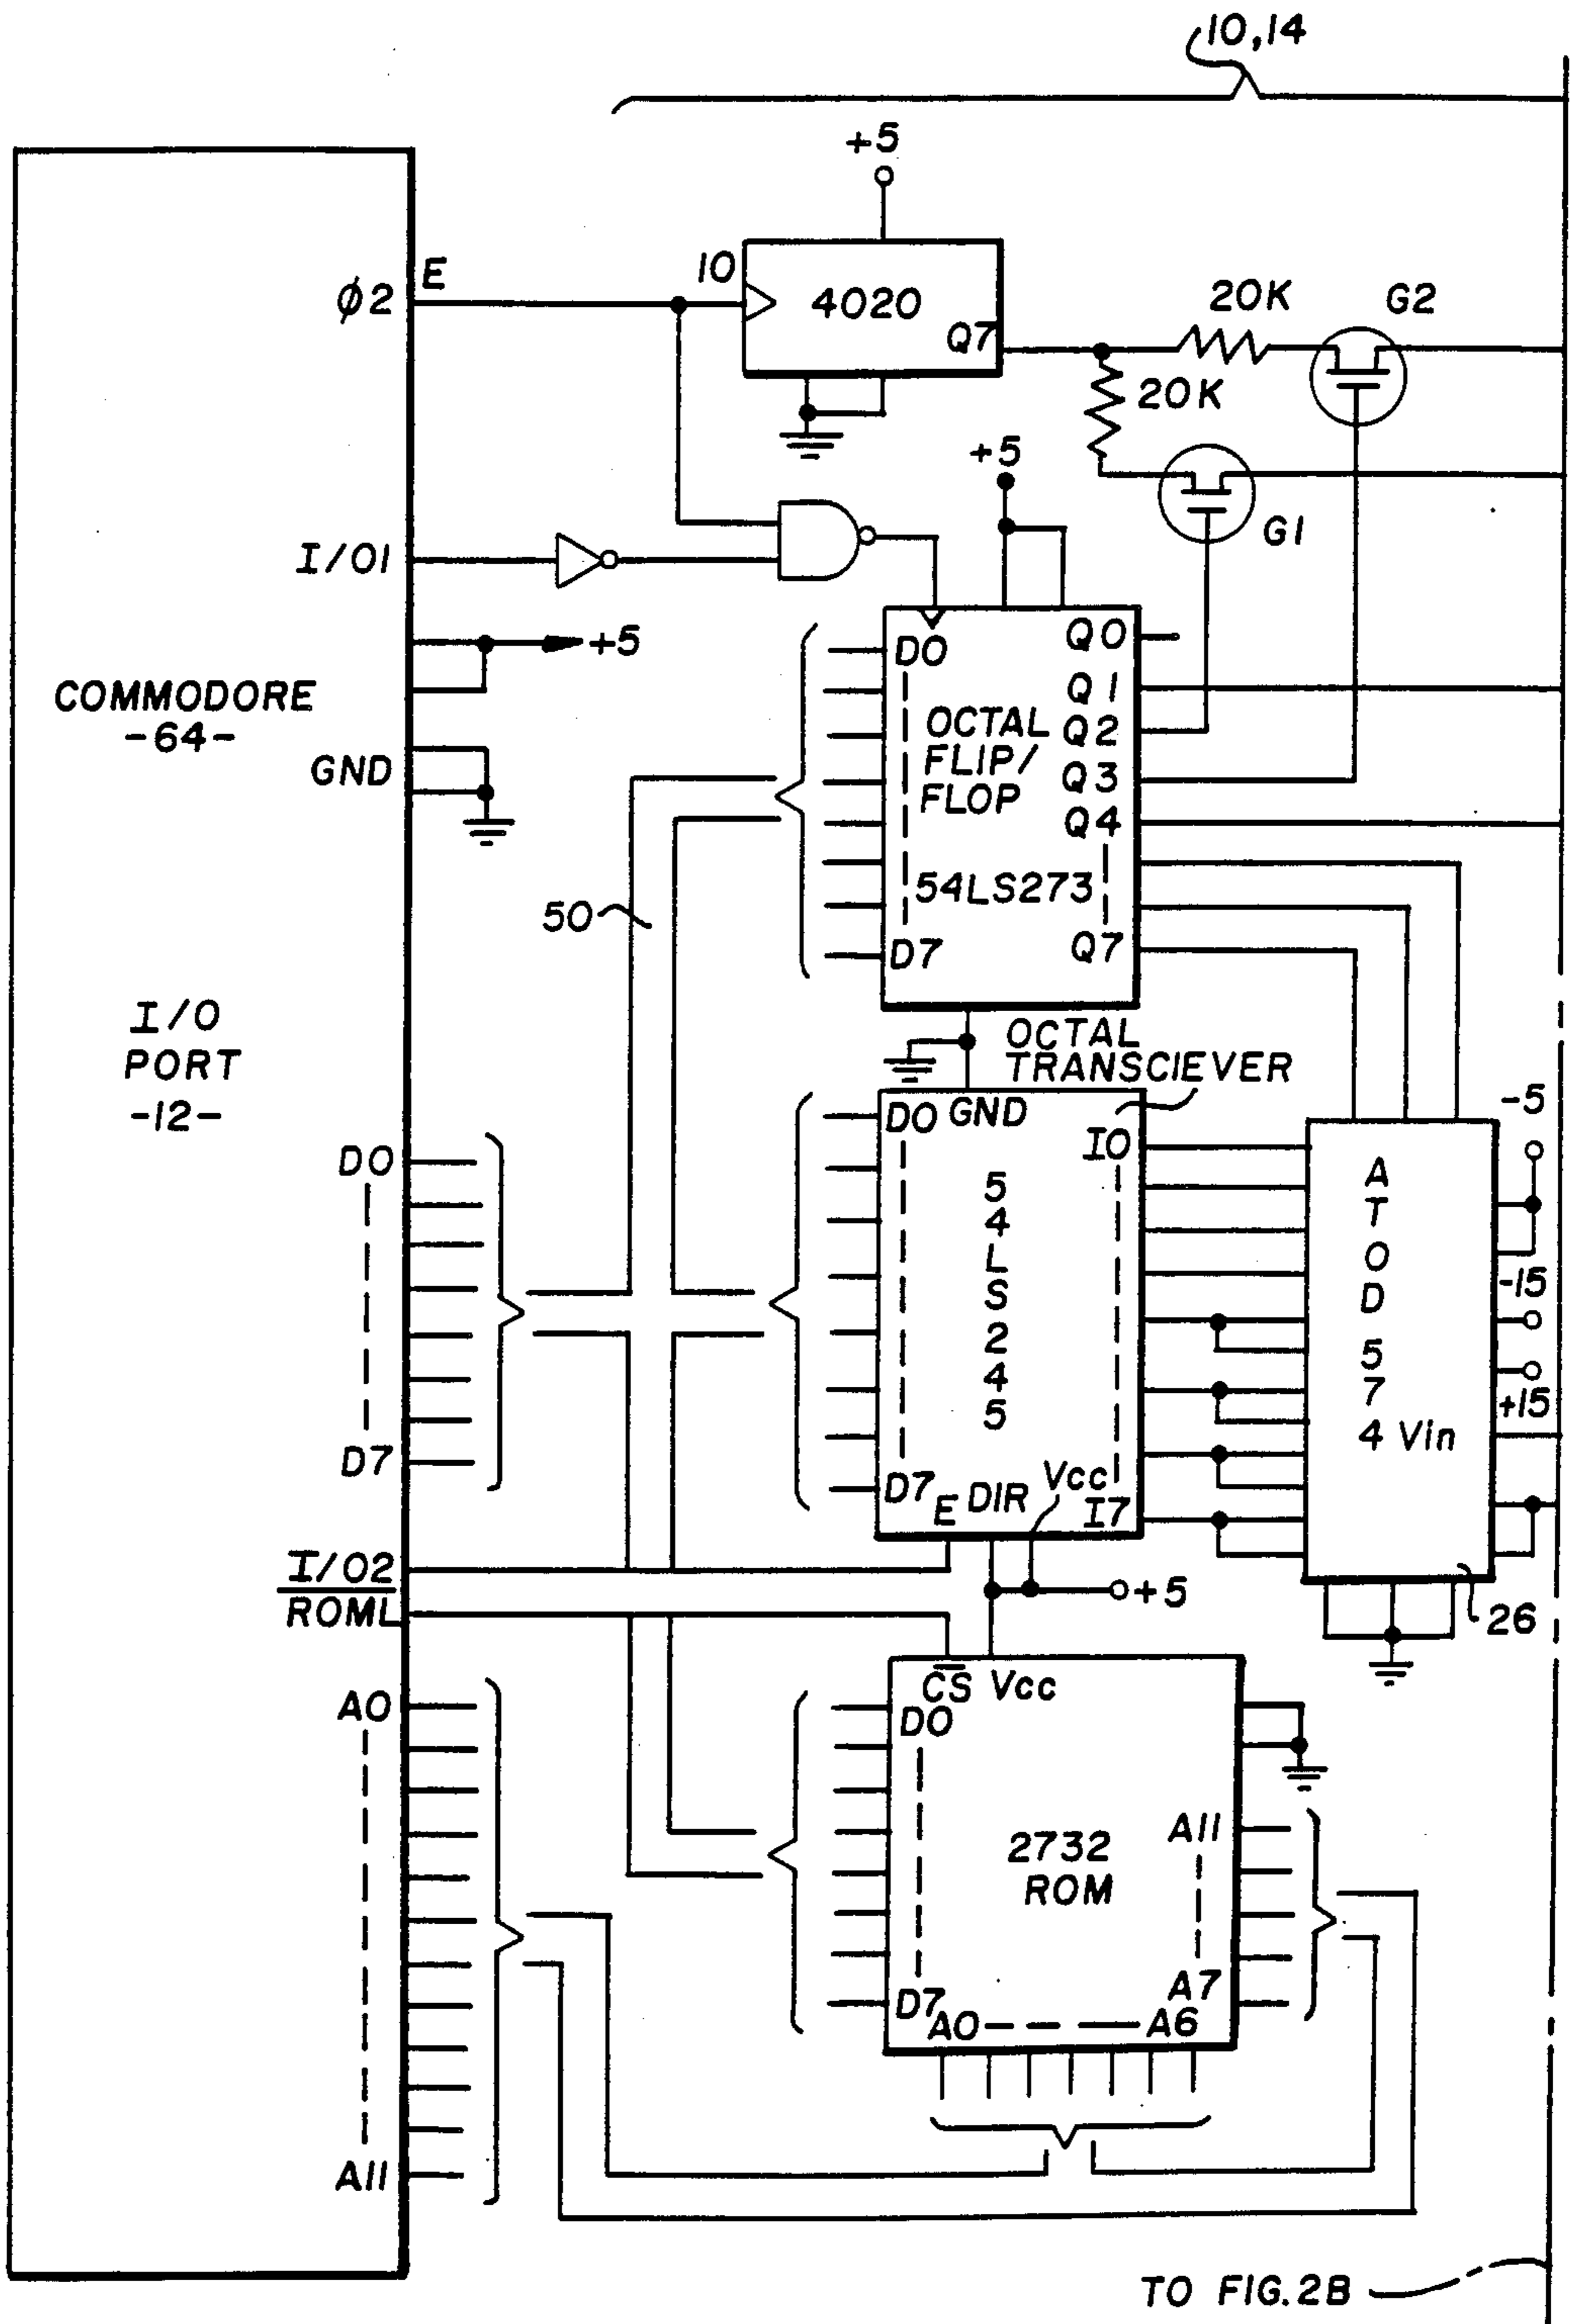 10,14
+5
E
10
φ2
4020
20K
G2
Q7
20K
+5
I/O1
G1
+5
D0
Q0
COMMODORE
-64-
Q1
OCTAL
FLIP/
FLOP
Q2
GND
Q3
Q4
54LS273
50
D7
Q7
I/O
PORT
-12-
OCTAL
TRANSCIEVER
-5
D0 GND
I0
D0
5
4
L
S
2
4
5
A
T
O
D
5
7
4 Vin
-15
+15
D7
D7
E DIR
Vcc
I7
I/O2
ROML
+5
26
A0
CS Vcc
D0
2732
ROM
A11
A7
D7
A0
A6
A11
TO FIG.2B